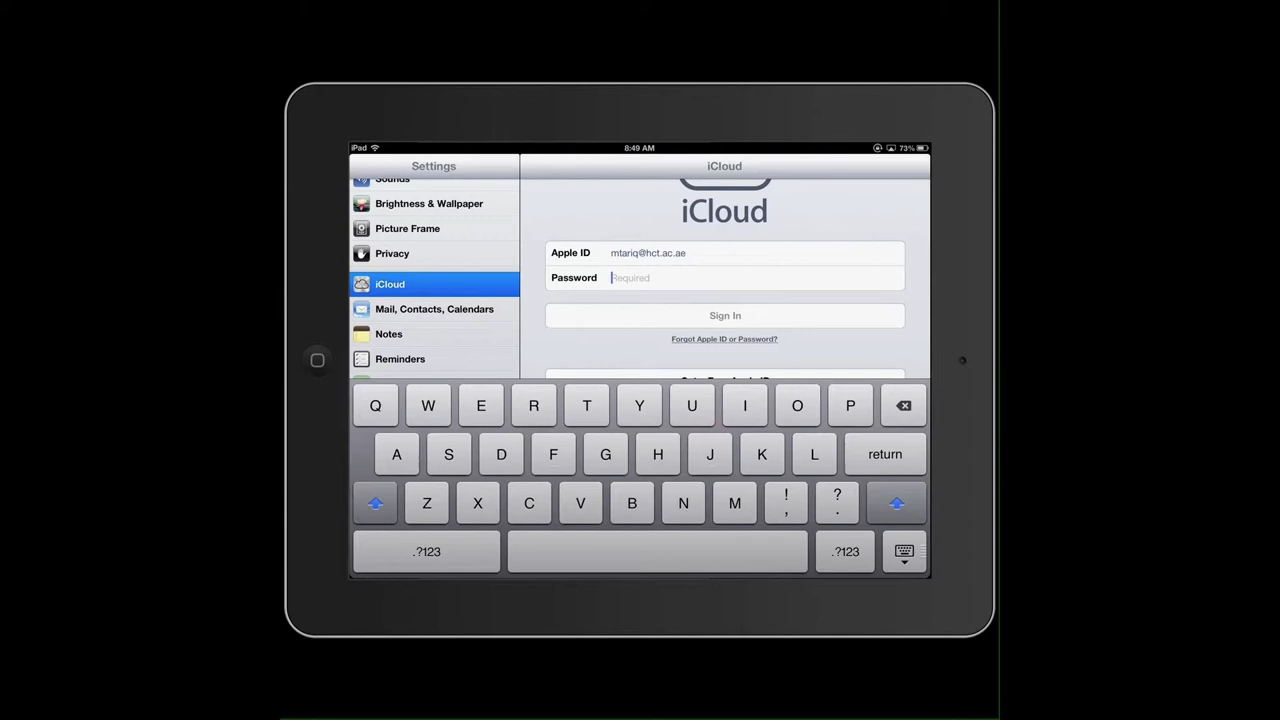 iPad 8:49 AM 73%
Settings iCloud
Sounds
Brightness & Wallpaper
Picture Frame
Privacy
iCloud
Mail, Contacts, Calendars
Notes
Reminders
iCloud
Apple ID mtariq@hct.ac.ae
Password Required
Sign In
Forgot Apple ID or Password?
Q W E R T Y U I O P
A S D F G H J K L return
Z X C V B N M ! , ? .
.?123 .?123